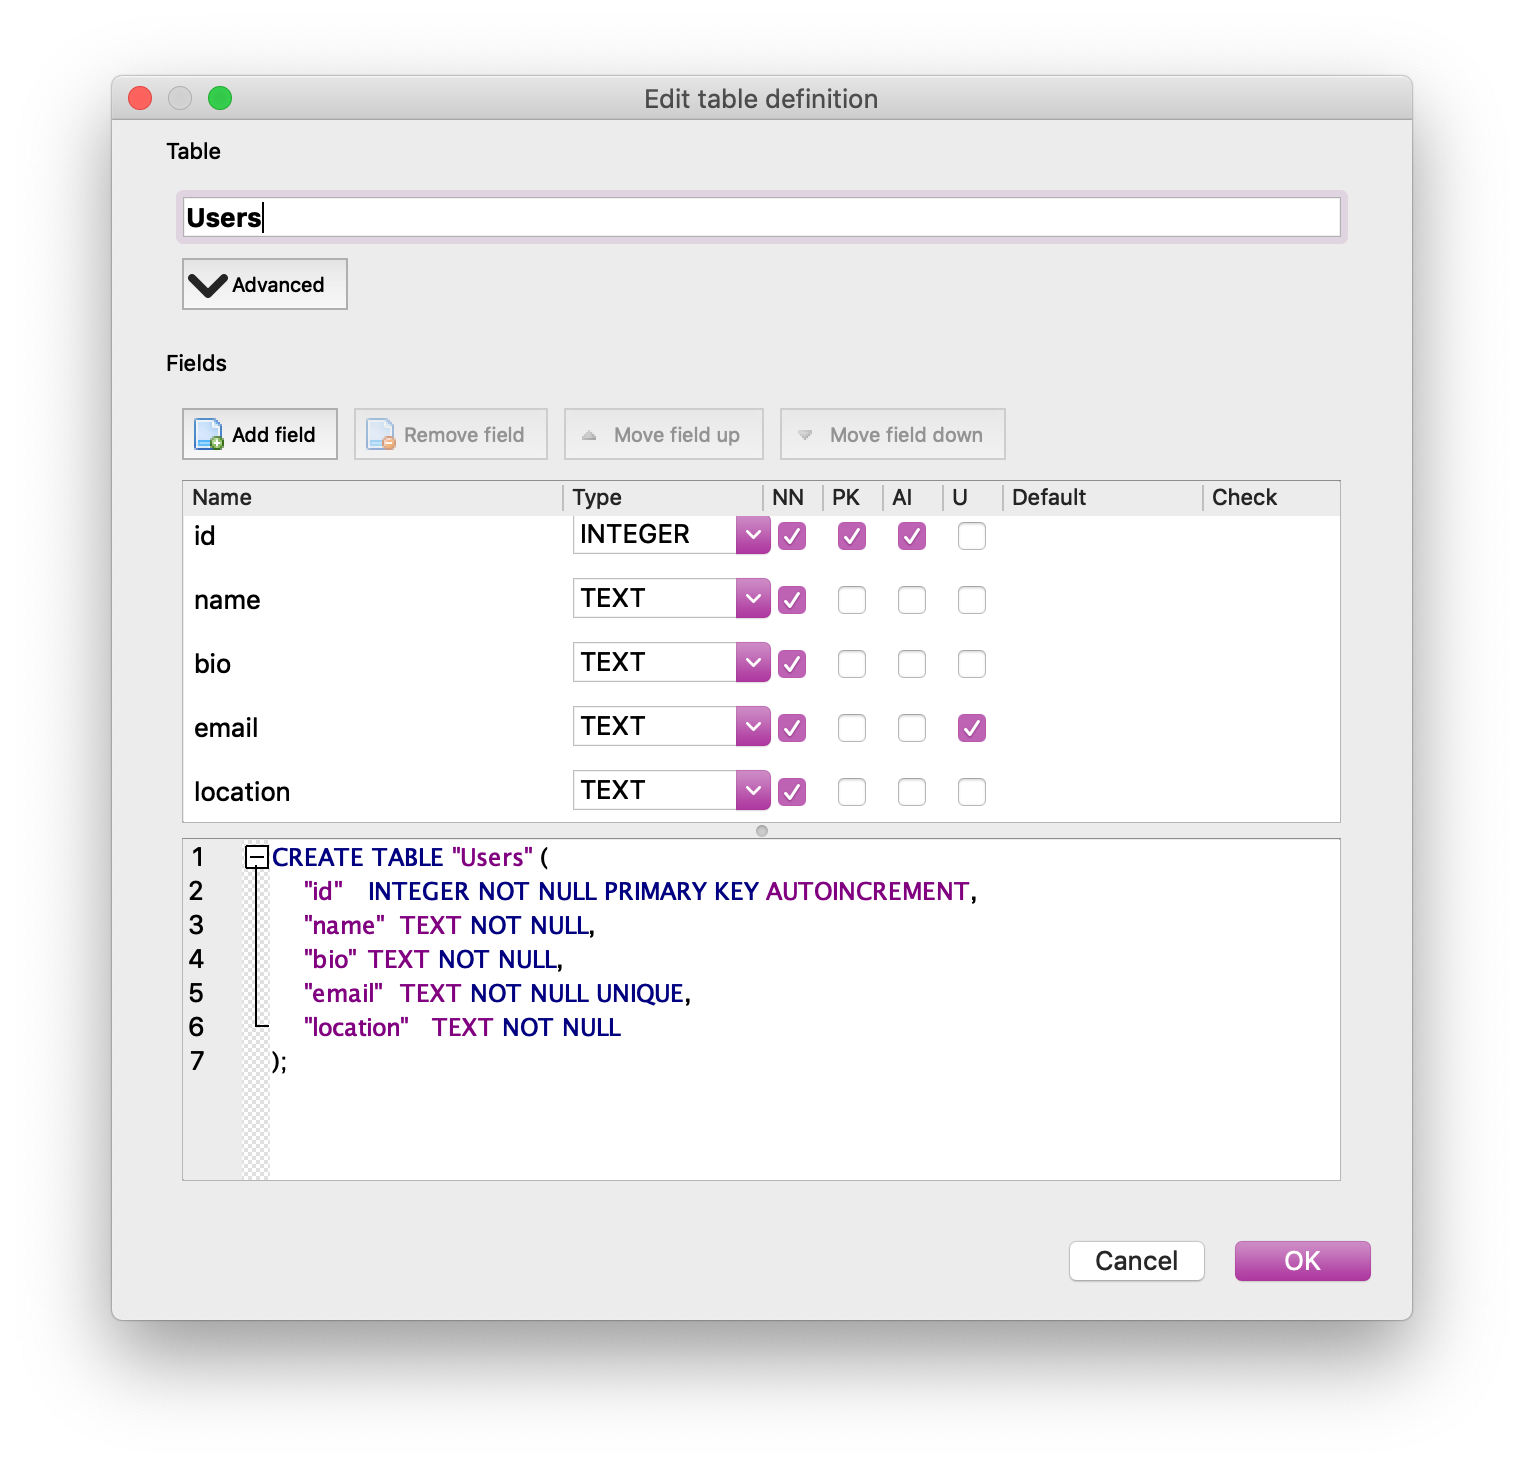 Edit table definition
Table
Users
Advanced
Fields
Add field Remove field Move field up Move field down
Name Type NN PK AI U Default Check
id INTEGER
name TEXT
bio TEXT
email TEXT
location TEXT
1 CREATE TABLE "Users" (
2 "id" INTEGER NOT NULL PRIMARY KEY AUTOINCREMENT,
3 "name" TEXT NOT NULL,
4 "bio" TEXT NOT NULL,
5 "email" TEXT NOT NULL UNIQUE,
6 "location" TEXT NOT NULL
7 );
Cancel OK